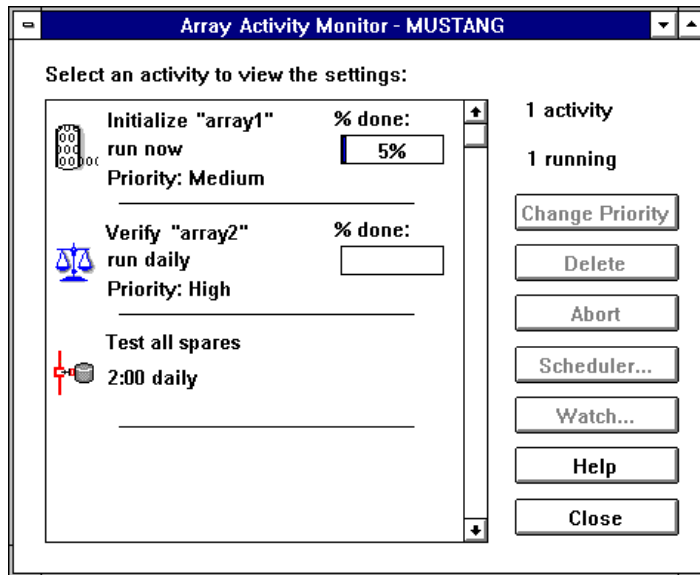 Array Activity Monitor - MUSTANG
Select an activity to view the settings:
Initialize "array1"
% done:
run now
5%
Priority: Medium
Verify "array2"
% done:
run daily
Priority: High
Test all spares
2:00 daily
1 activity
1 running
Change Priority
Delete
Abort
Scheduler...
Watch...
Help
Close